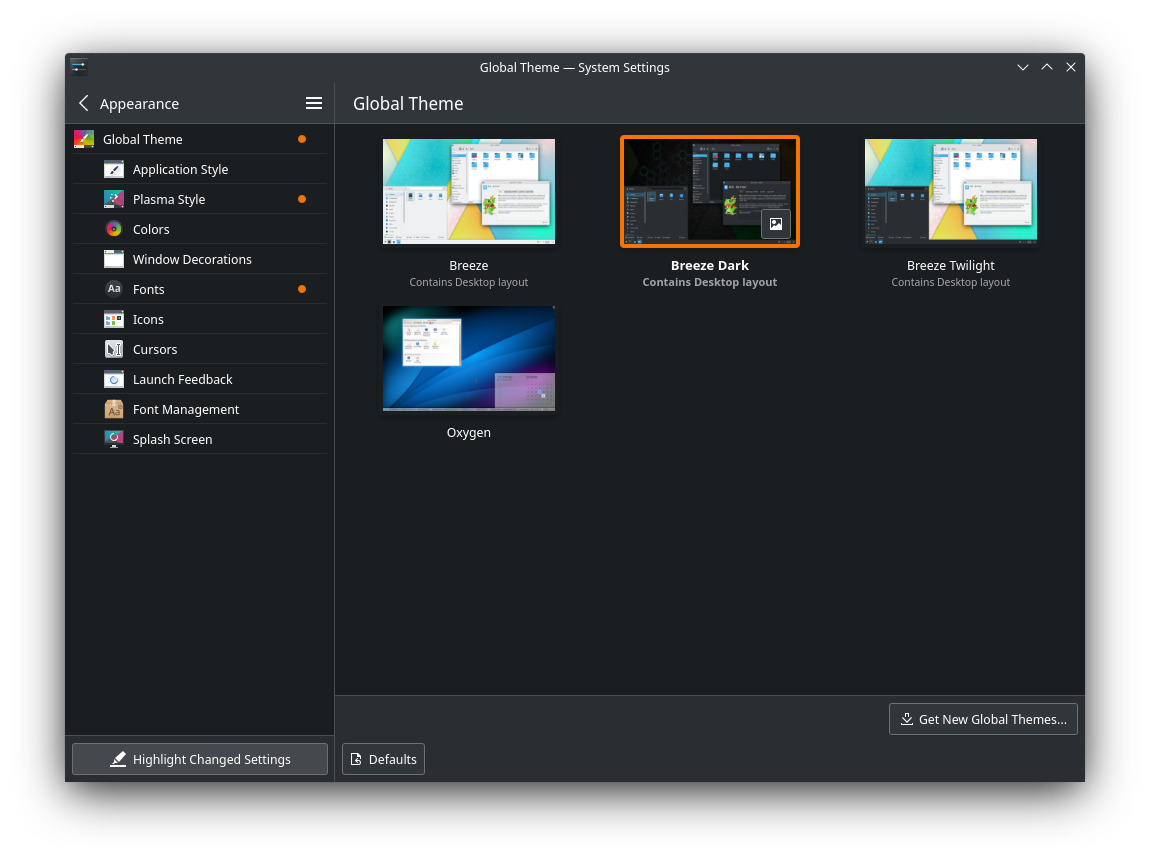 Global Theme — System Settings
Appearance
Global Theme
Global Theme
Application Style
Plasma Style
Colors
Window Decorations
Aa Fonts
Icons
Cursors
Launch Feedback
Aa Font Management
Splash Screen
Highlight Changed Settings
Breeze
Contains Desktop layout
Breeze Dark
Contains Desktop layout
Breeze Twilight
Contains Desktop layout
Oxygen
Get New Global Themes...
Defaults